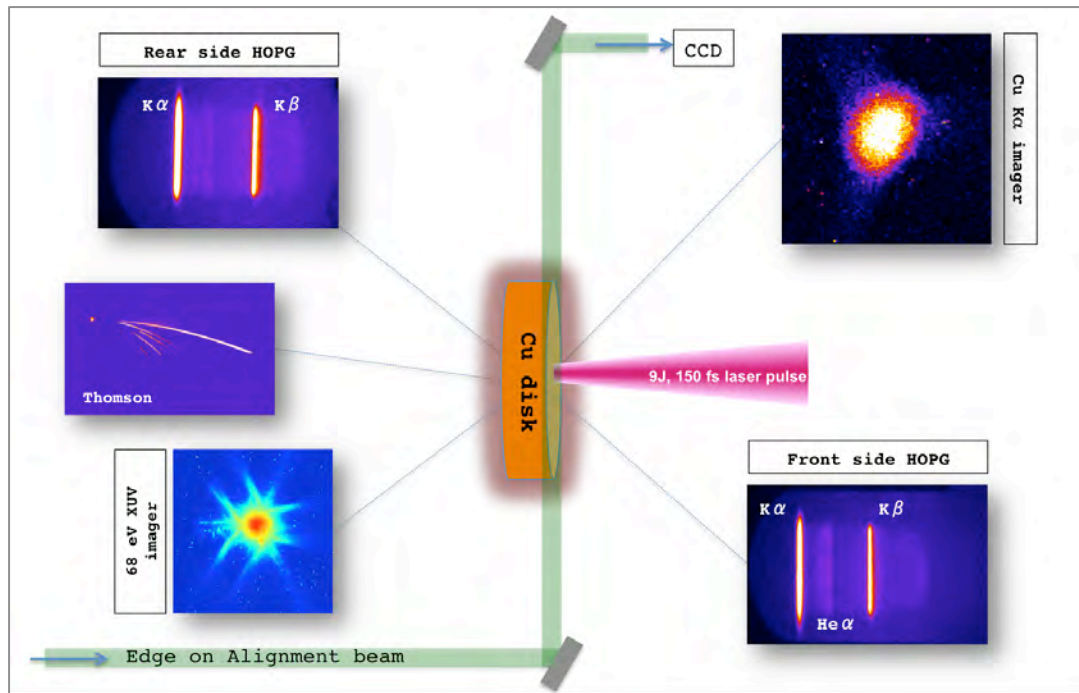 Rear side HOPG
Kα
Kβ
CCD
Cu Kα imager
Thomson
Cu disk
9J, 150 fs laser pulse
68 eV XUV
imager
Front side HOPG
Kα
Kβ
Heα
Edge on Alignment beam